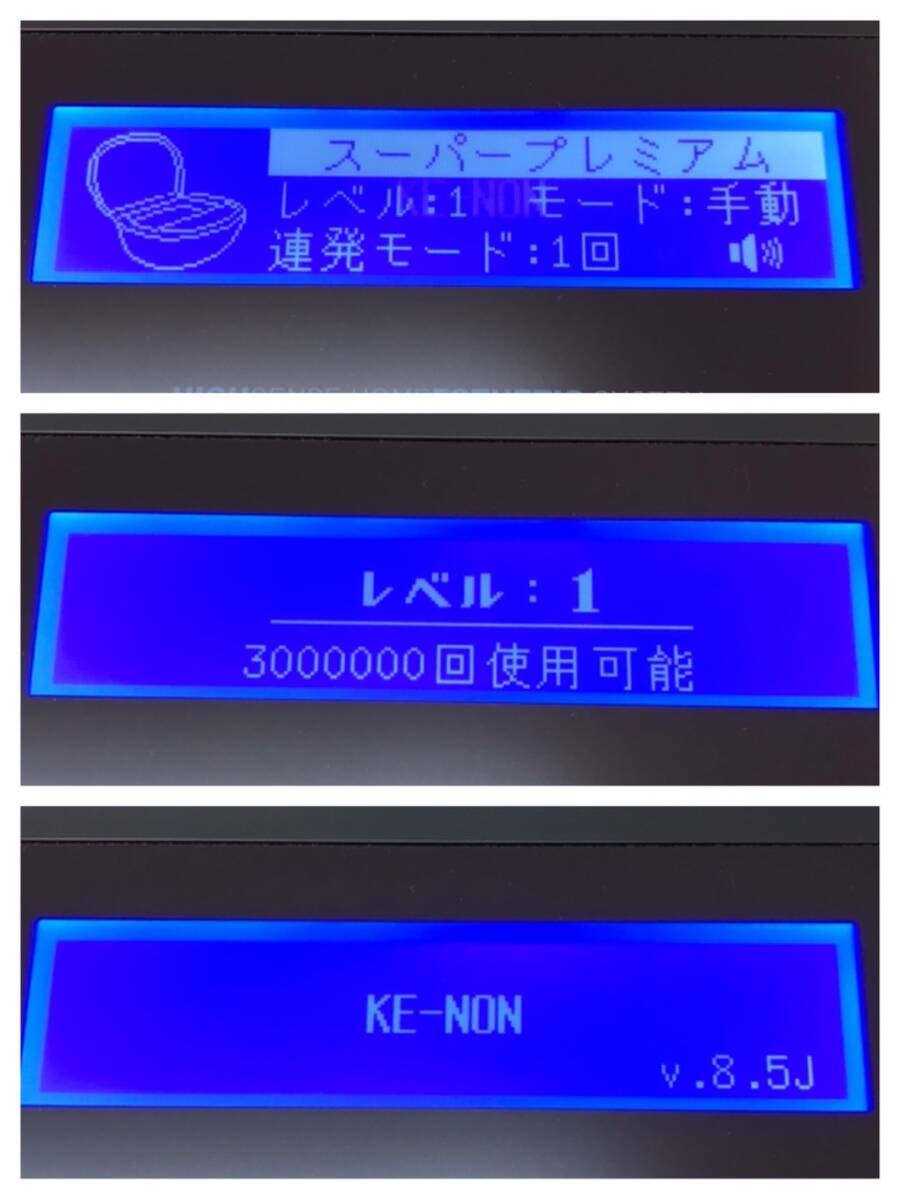 スーパープレミアム
レベル:1 モード:手動
連発モード:1回
レベル:1
3000000回使用可能
KE-NON
v.8.5J